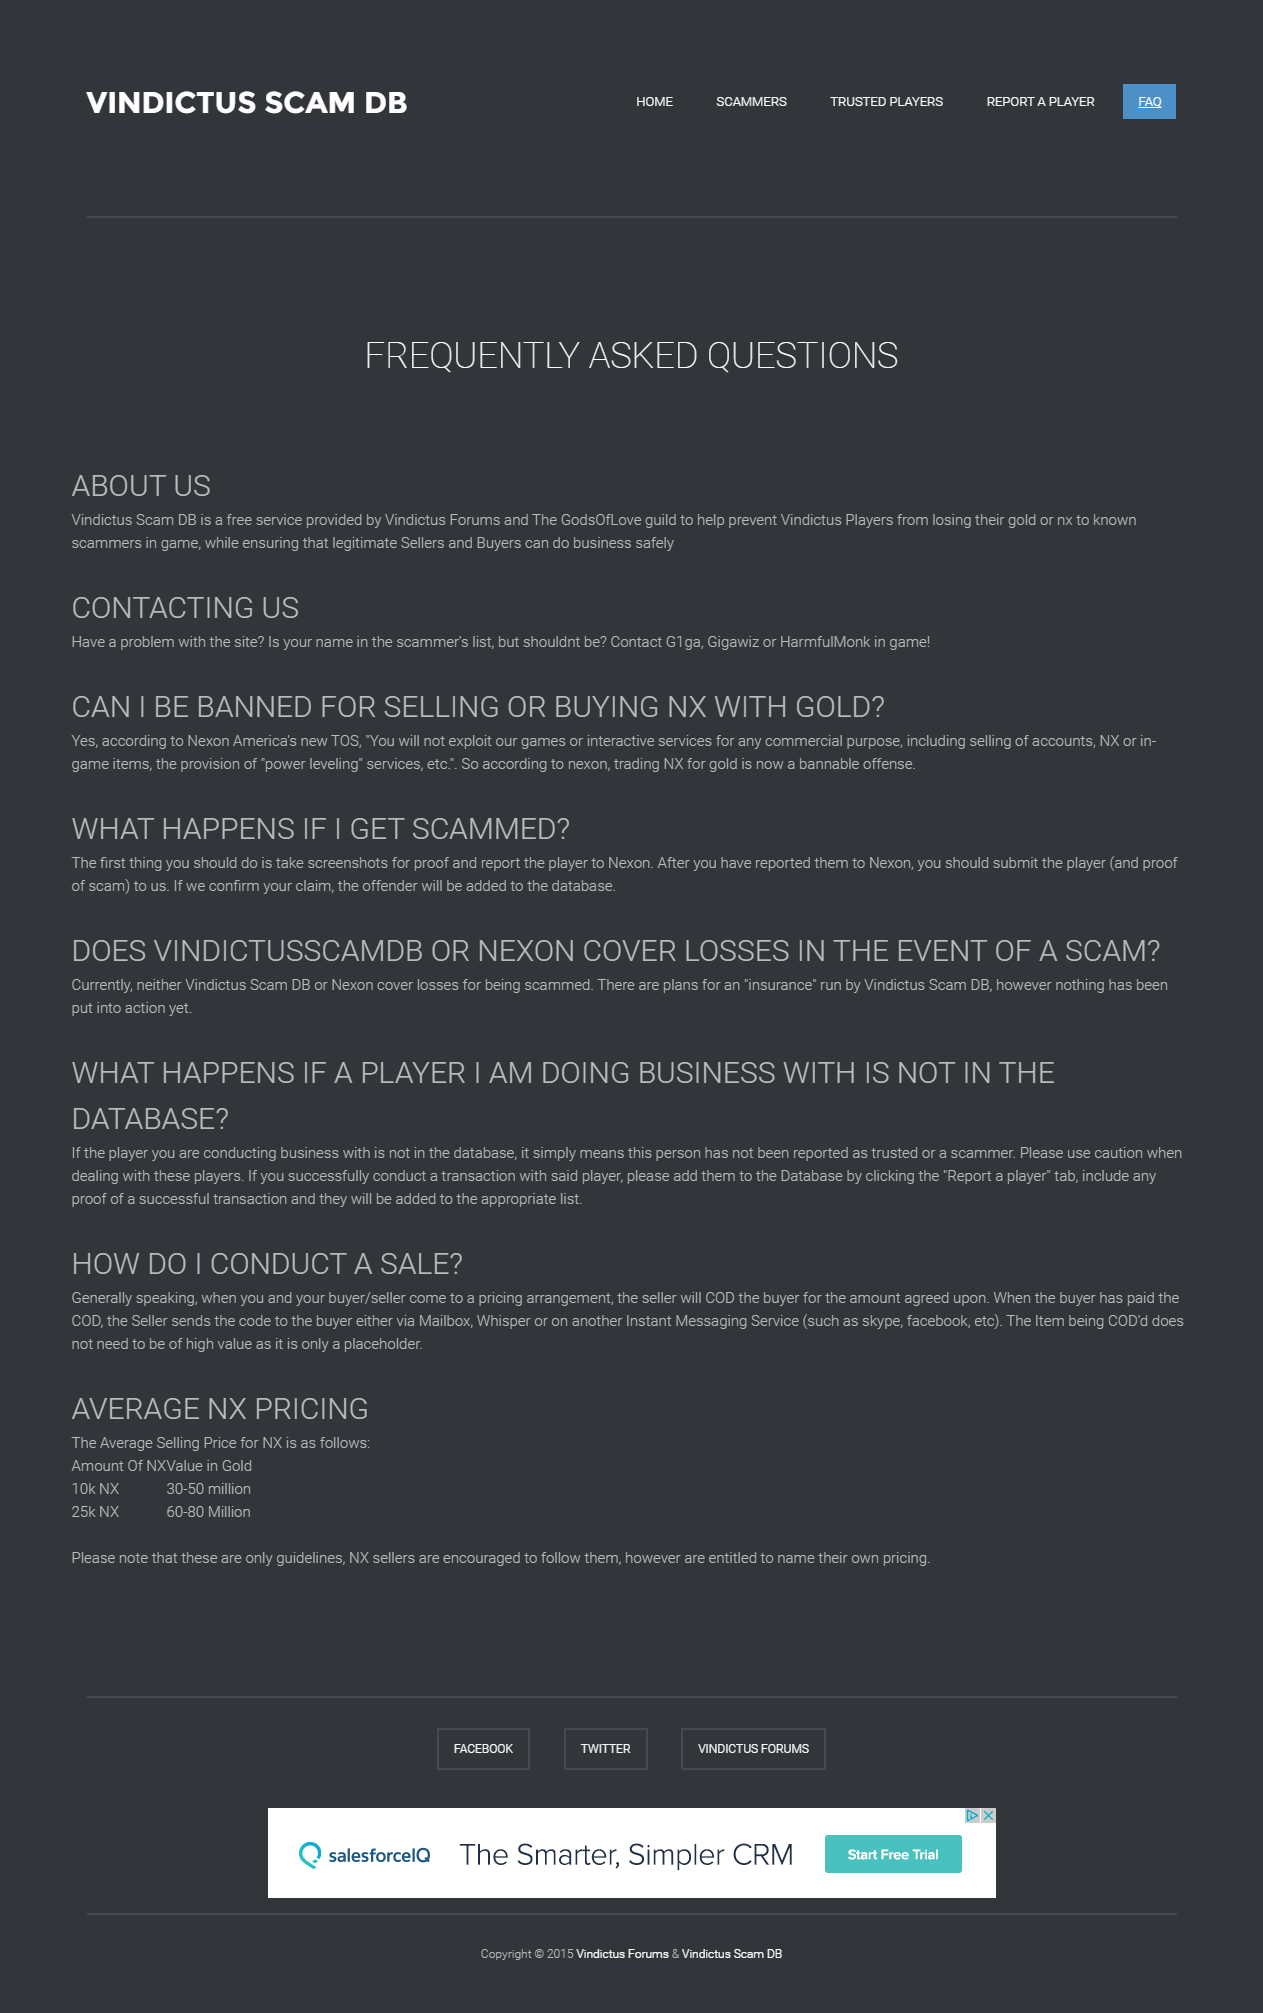 VINDICTUS SCAM DB
HOME SCAMMERS TRUSTED PLAYERS REPORT A PLAYER FAQ
FREQUENTLY ASKED QUESTIONS
ABOUT US
Vindictus Scam DB is a free service provided by Vindictus Forums and The GodsOfLove guild to help prevent Vindictus Players from losing their gold or nx to known
scammers in game, while ensuring that legitimate Sellers and Buyers can do business safely
CONTACTING US
Have a problem with the site? Is your name in the scammer's list, but shouldnt be? Contact G1ga, Gigawiz or HarmfulMonk in game!
CAN I BE BANNED FOR SELLING OR BUYING NX WITH GOLD?
Yes, according to Nexon America's new TOS, "You will not exploit our games or interactive services for any commercial purpose, including selling of accounts, NX or in-
game items, the provision of "power leveling" services, etc.". So according to nexon, trading NX for gold is now a bannable offense.
WHAT HAPPENS IF I GET SCAMMED?
The first thing you should do is take screenshots for proof and report the player to Nexon. After you have reported them to Nexon, you should submit the player (and proof
of scam) to us. If we confirm your claim, the offender will be added to the database.
DOES VINDICTUSSCAMDB OR NEXON COVER LOSSES IN THE EVENT OF A SCAM?
Currently, neither Vindictus Scam DB or Nexon cover losses for being scammed. There are plans for an "insurance" run by Vindictus Scam DB, however nothing has been
put into action yet.
WHAT HAPPENS IF A PLAYER I AM DOING BUSINESS WITH IS NOT IN THE
DATABASE?
If the player you are conducting business with is not in the database, it simply means this person has not been reported as trusted or a scammer. Please use caution when
dealing with these players. If you successfully conduct a transaction with said player, please add them to the Database by clicking the "Report a player" tab, include any
proof of a successful transaction and they will be added to the appropriate list.
HOW DO I CONDUCT A SALE?
Generally speaking, when you and your buyer/seller come to a pricing arrangement, the seller will COD the buyer for the amount agreed upon. When the buyer has paid the
COD, the Seller sends the code to the buyer either via Mailbox, Whisper or on another Instant Messaging Service (such as skype, facebook, etc). The Item being COD'd does
not need to be of high value as it is only a placeholder.
AVERAGE NX PRICING
The Average Selling Price for NX is as follows:
Amount Of NXValue in Gold
10k NX 30-50 million
25k NX 60-80 Million
Please note that these are only guidelines, NX sellers are encouraged to follow them, however are entitled to name their own pricing.
FACEBOOK TWITTER VINDICTUS FORUMS
salesforceIQ The Smarter, Simpler CRM Start Free Trial
Copyright © 2015 Vindictus Forums & Vindictus Scam DB